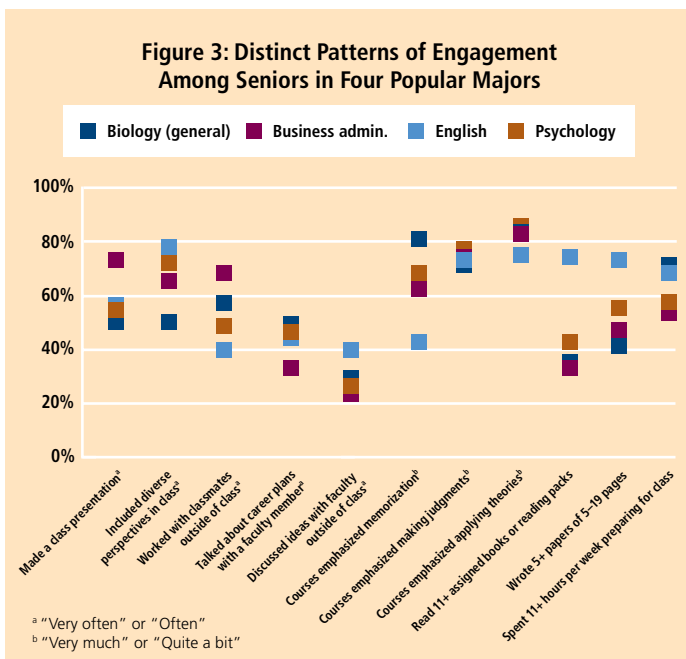 Figure 3: Distinct Patterns of Engagement
Among Seniors in Four Popular Majors
Biology (general) Business admin. English Psychology
100%
80%
60%
40%
20%
0%
Made a class presentationᵃ
Included diverse
perspectives in classᵃ
Worked with classmates
outside of classᵃ
Talked about career plans
with a faculty memberᵃ
Discussed ideas with faculty
outside of classᵃ
Courses emphasized memorizationᵇ
Courses emphasized making judgmentsᵇ
Courses emphasized applying theoriesᵇ
Read 11+ assigned books or reading packs
Wrote 5+ papers of 5–19 pages
Spent 11+ hours per week preparing for class
ᵃ “Very often” or “Often”
ᵇ “Very much” or “Quite a bit”